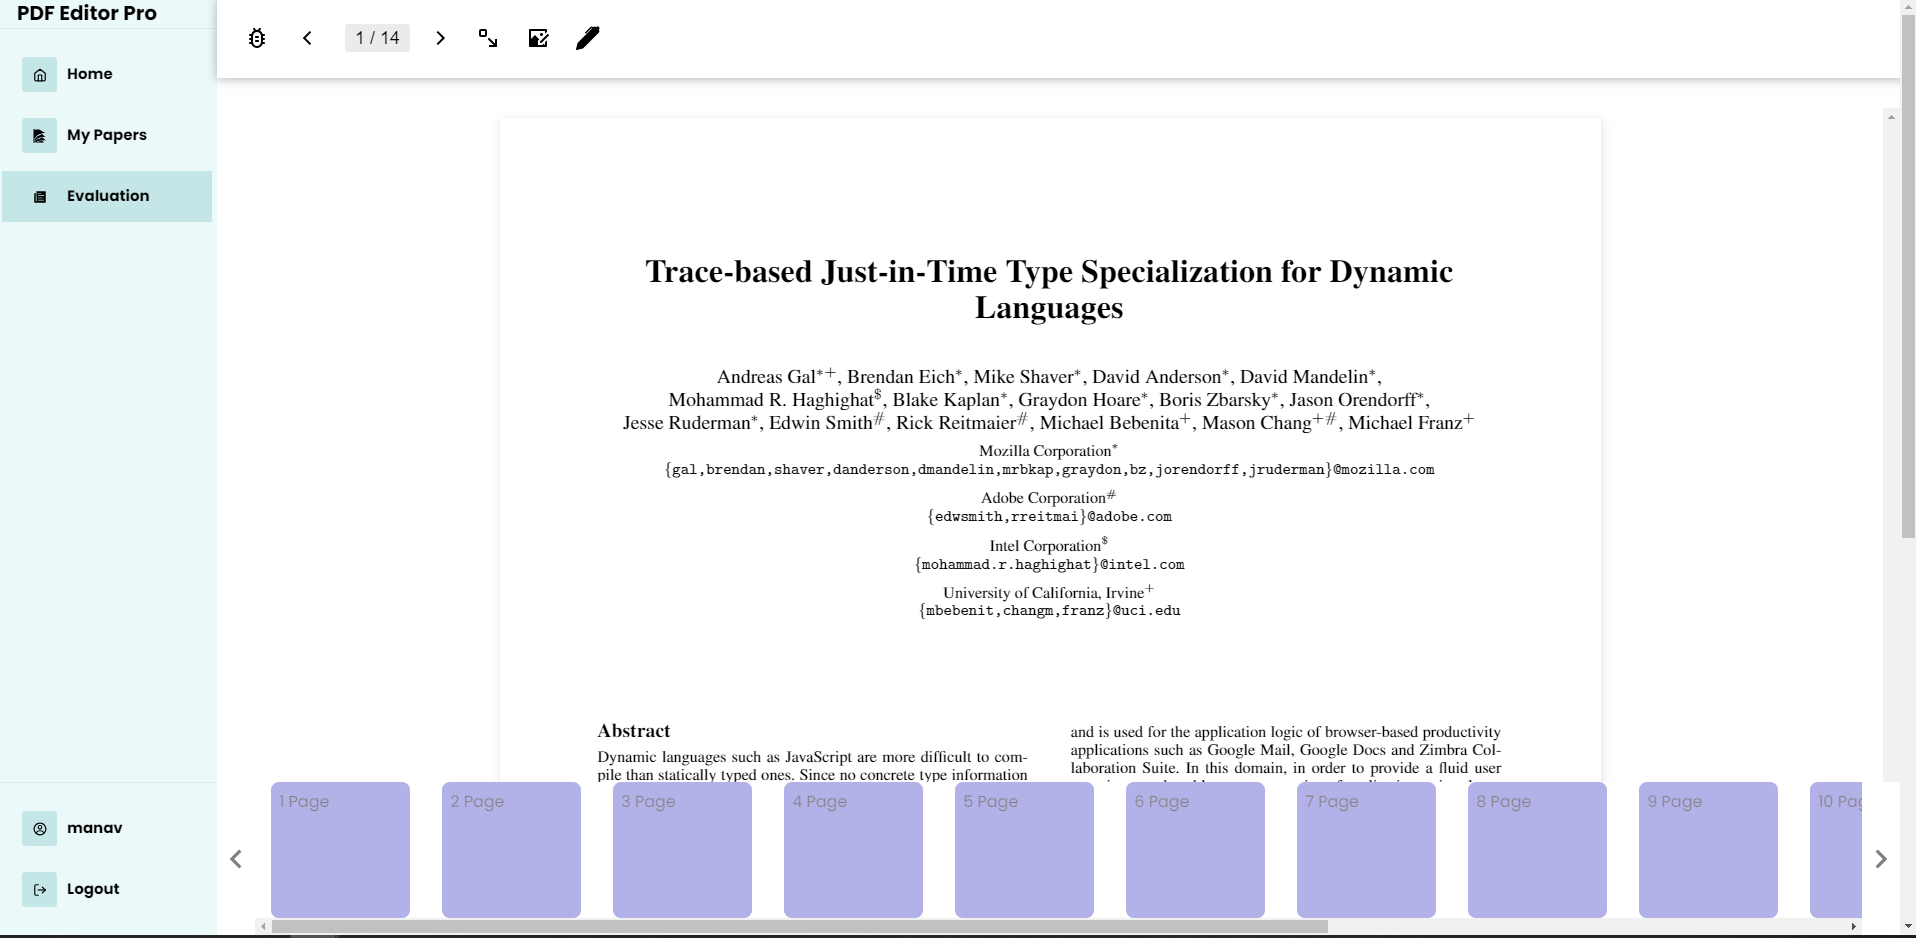 PDF Editor Pro
Home
My Papers
Evaluation
manav
Logout
1 / 14
Trace-based Just-in-Time Type Specialization for Dynamic
Languages
Andreas Gal*+, Brendan Eich*, Mike Shaver*, David Anderson*, David Mandelin*,
Mohammad R. Haghighat$, Blake Kaplan*, Graydon Hoare*, Boris Zbarsky*, Jason Orendorff*,
Jesse Ruderman*, Edwin Smith#, Rick Reitmaier#, Michael Bebenita+, Mason Chang+#, Michael Franz+
Mozilla Corporation*
{gal,brendan,shaver,danderson,dmandelin,mrbkap,graydon,bz,jorendorff,jruderman}@mozilla.com
Adobe Corporation#
{edwsmith,rreitmai}@adobe.com
Intel Corporation$
{mohammad.r.haghighat}@intel.com
University of California, Irvine+
{mbebenit,changm,franz}@uci.edu
Abstract
Dynamic languages such as JavaScript are more difficult to com-
pile than statically typed ones. Since no concrete type information
and is used for the application logic of browser-based productivity
applications such as Google Mail, Google Docs and Zimbra Col-
laboration Suite. In this domain, in order to provide a fluid user
1 Page
2 Page
3 Page
4 Page
5 Page
6 Page
7 Page
8 Page
9 Page
10 Pag